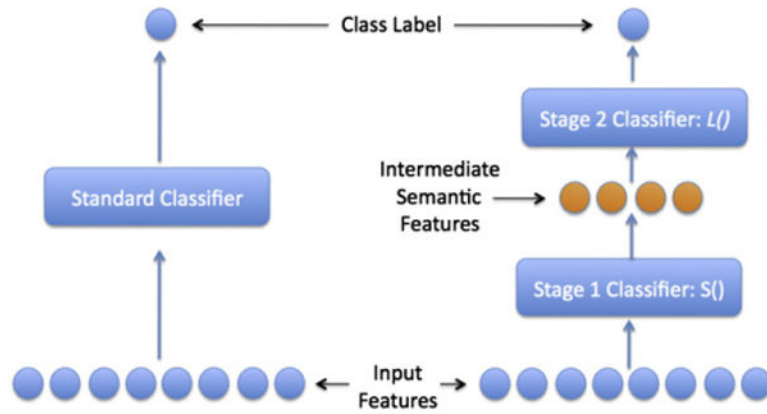 Class Label
Stage 2 Classifier: L()
Intermediate
Semantic
Features
Standard Classifier
Stage 1 Classifier: S()
Input
Features